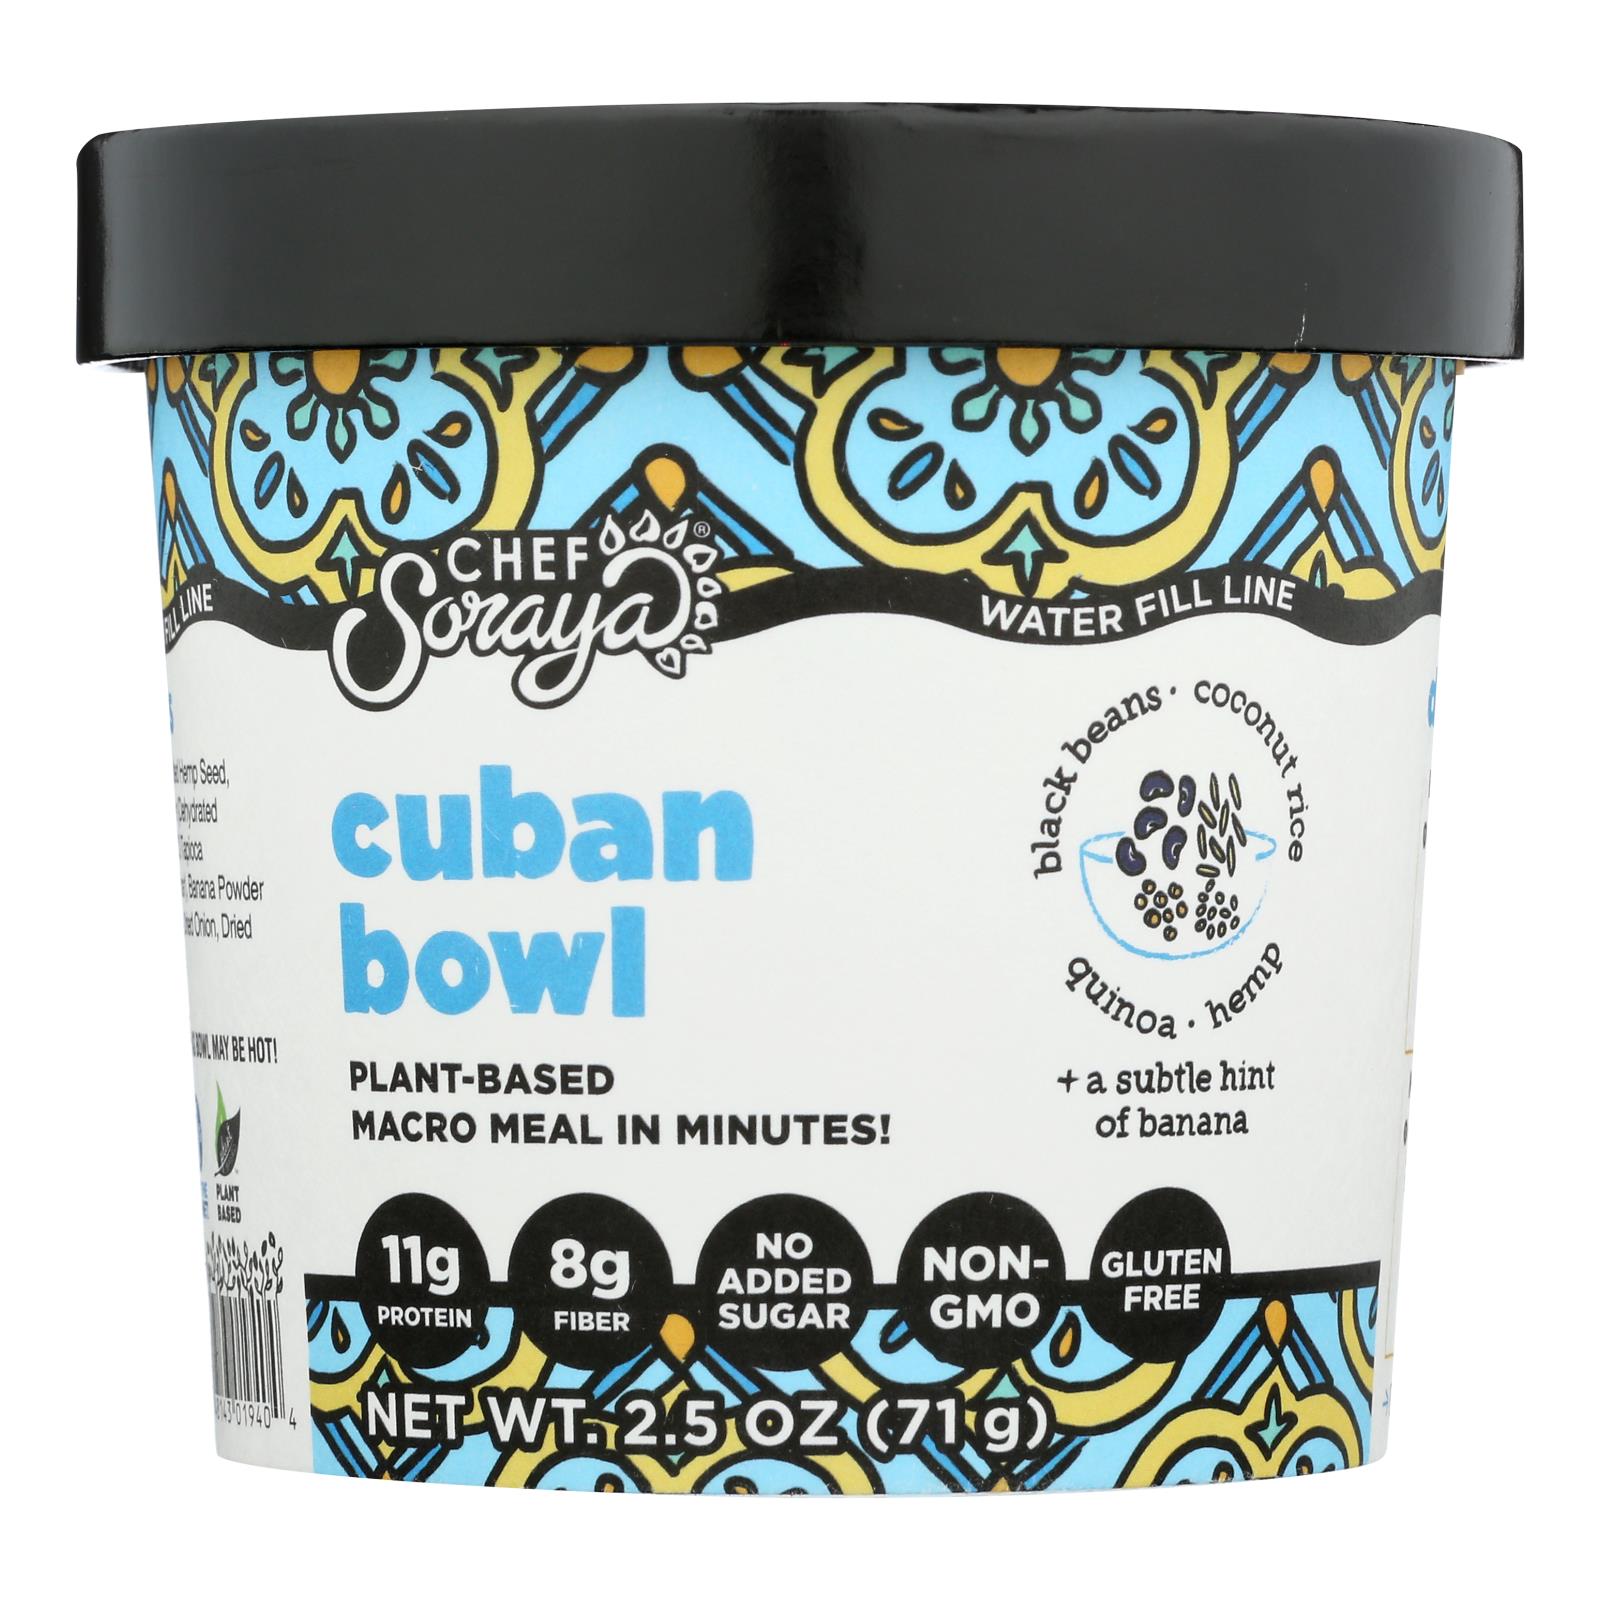 CHEF
Soraya®
FILL LINE
WATER FILL LINE
Hemp Seed,
Dehydrated
Tapioca
Banana Powder
Onion, Dried
BOWL MAY BE HOT!
PLANT
BASED
01940 4
cuban
bowl
PLANT-BASED
MACRO MEAL IN MINUTES!
black beans · coconut rice
quinoa · hemp
+ a subtle hint
of banana
11g
PROTEIN
8g
FIBER
NO
ADDED
SUGAR
NON-
GMO
GLUTEN
FREE
NET WT. 2.5 OZ (71 g)